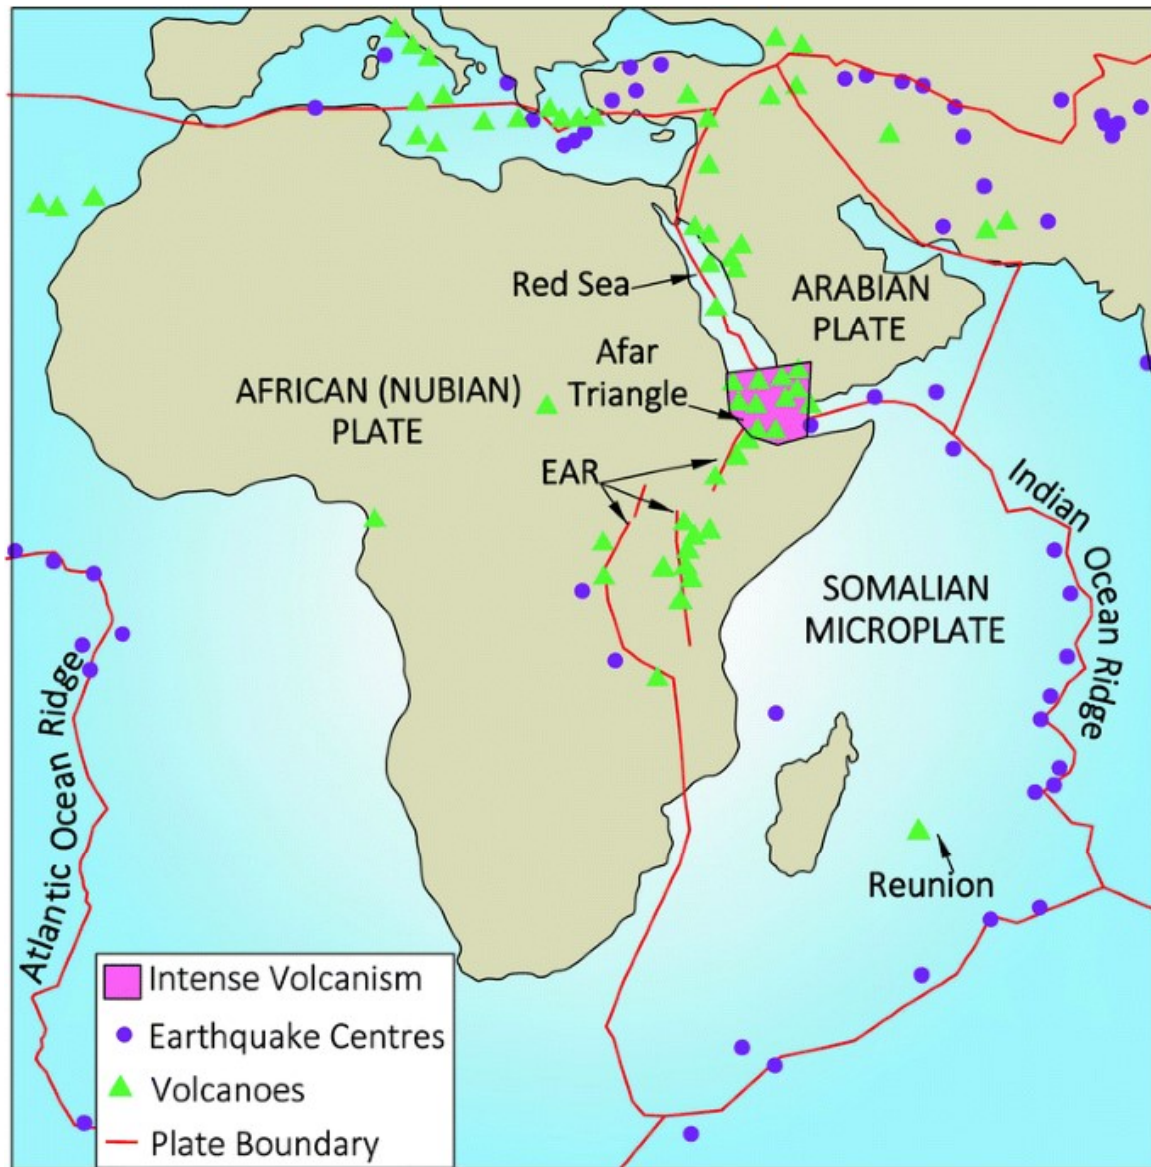 Red Sea
ARABIAN
PLATE
Afar
Triangle
AFRICAN (NUBIAN)
PLATE
EAR
Indian Ocean Ridge
SOMALIAN
MICROPLATE
Atlantic Ocean Ridge
Reunion
Intense Volcanism
Earthquake Centres
Volcanoes
Plate Boundary